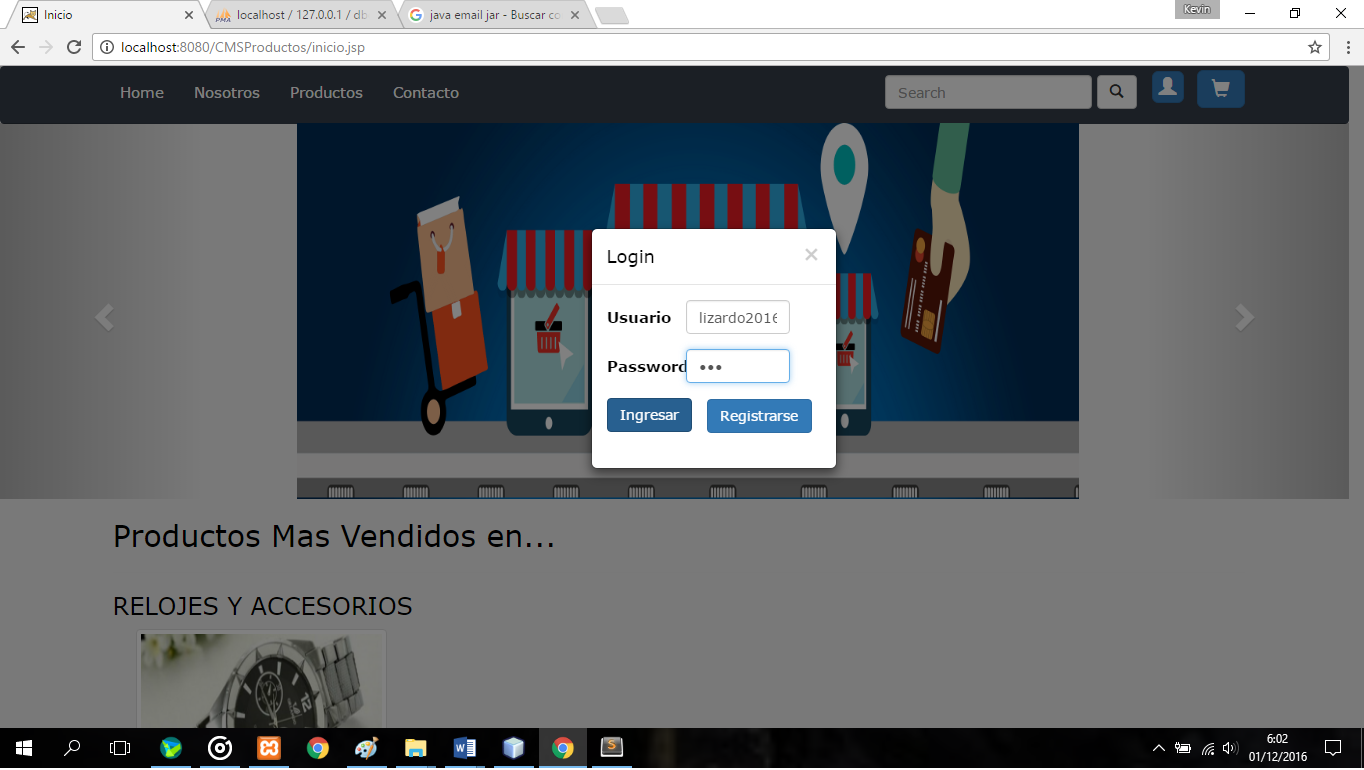 Inicio
localhost / 127.0.0.1 / db
java email jar - Buscar co
Kevin
localhost:8080/CMSProductos/inicio.jsp
Home Nosotros Productos Contacto Search
Login ×
Usuario lizardo2016
Password •••
Ingresar Registrarse
Productos Mas Vendidos en...
RELOJES Y ACCESORIOS
12
6:02
01/12/2016